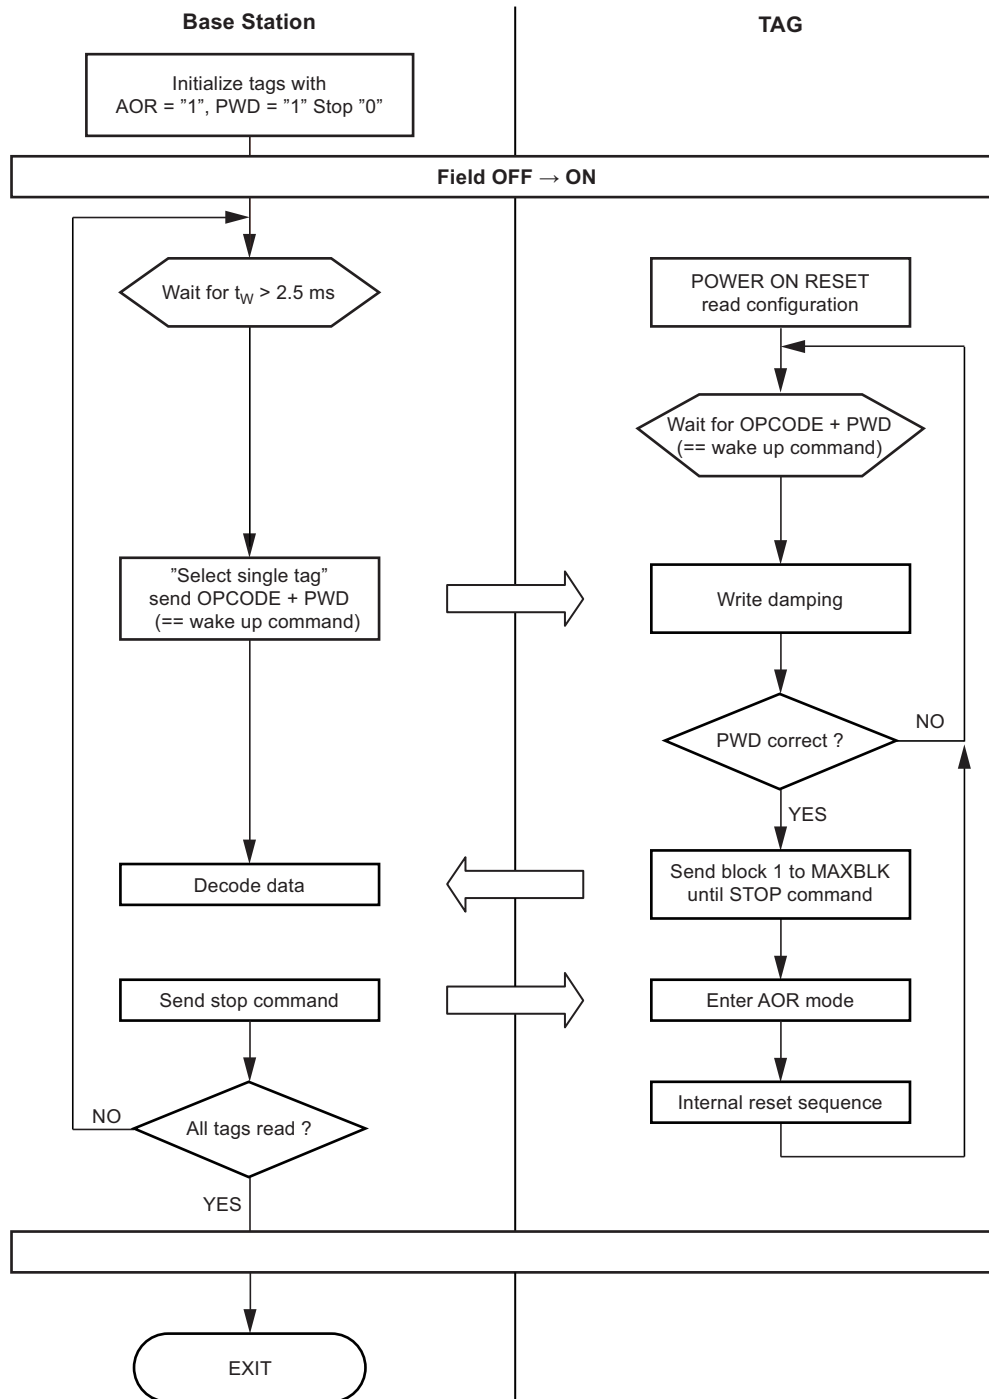 Base Station
TAG
Initialize tags with
AOR = ”1”, PWD = ”1” Stop ”0”
Field OFF → ON
Wait for tW > 2.5 ms
POWER ON RESET
read configuration
Wait for OPCODE + PWD
(== wake up command)
”Select single tag”
send OPCODE + PWD
(== wake up command)
Write damping
PWD correct ?
NO
YES
Decode data
Send block 1 to MAXBLK
until STOP command
Send stop command
Enter AOR mode
All tags read ?
NO
YES
Internal reset sequence
EXIT